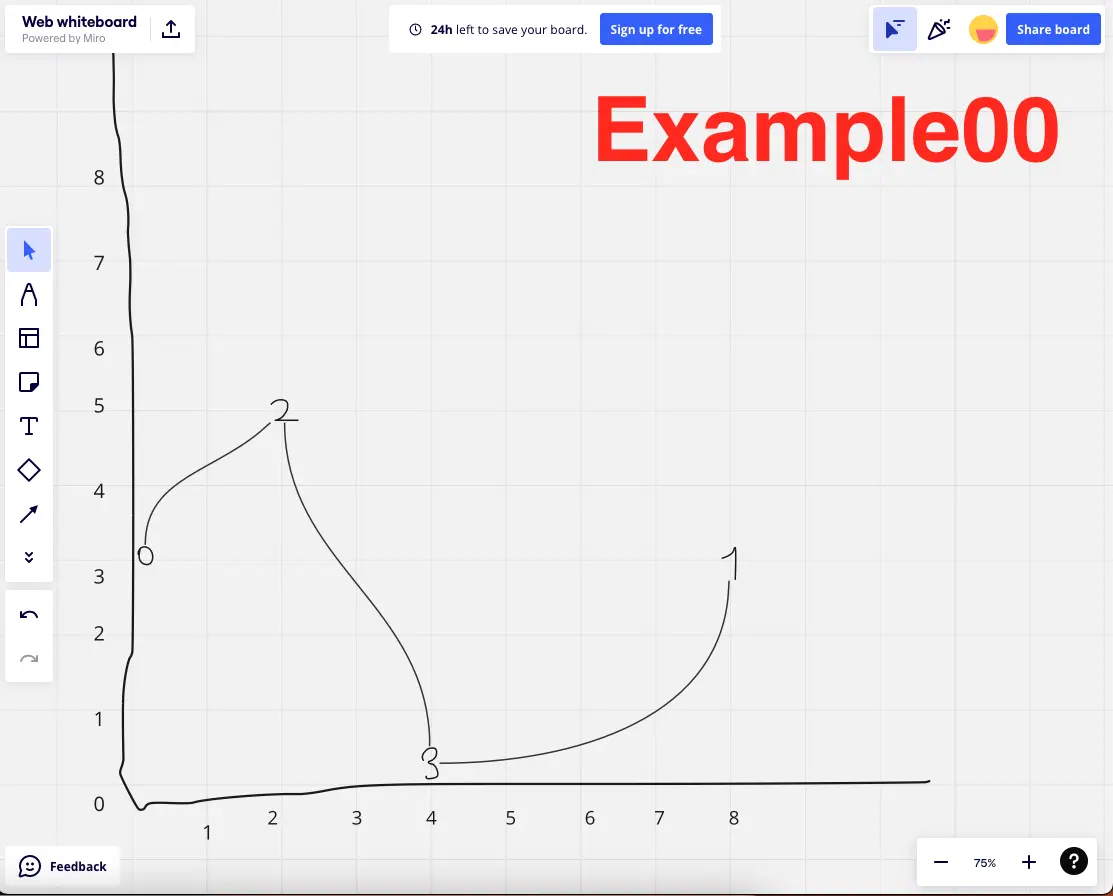 Web whiteboard
Powered by Miro
24h left to save your board.
Sign up for free
Share board
Example00
8
7
6
5
4
3
2
1
0
2
0
1
3
1 2 3 4 5 6 7 8
Feedback
75%
?